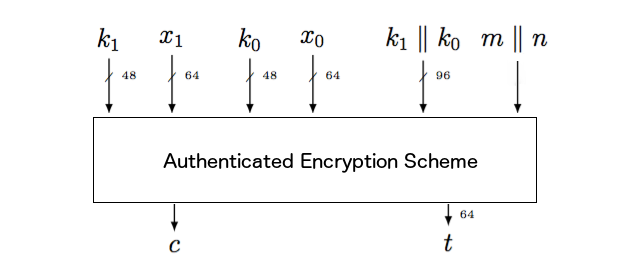 k₁ x₁ k₀ x₀ k₁ ∥ k₀ m ∥ n
48 64 48 64 96
Authenticated Encryption Scheme
64
c t